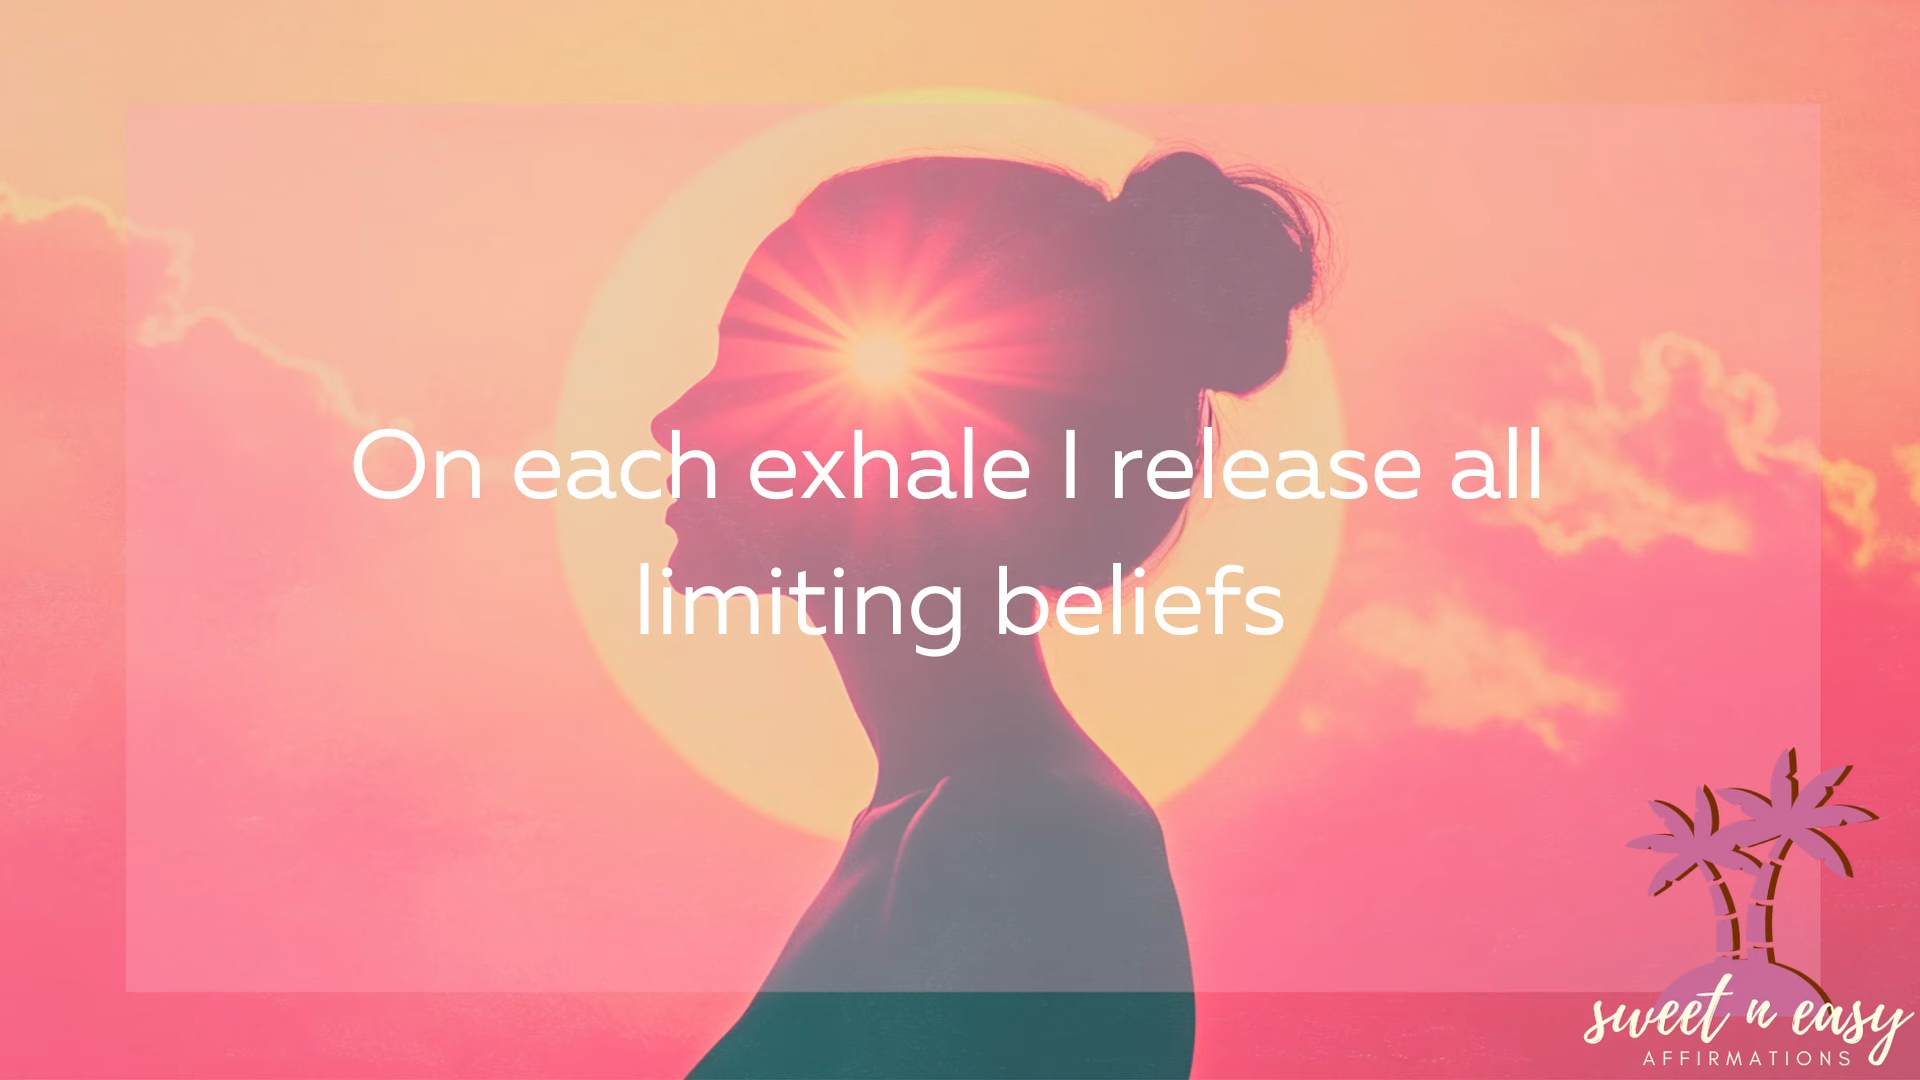 On each exhale I release all
limiting beliefs
sweet n easy
AFFIRMATIONS